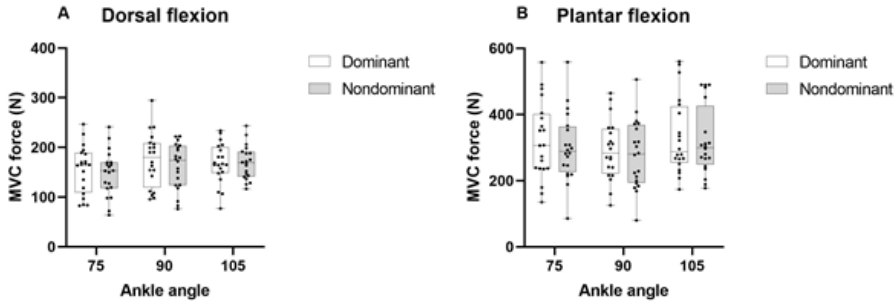 A Dorsal flexion
MVC force (N)
400
300
200
100
0
75 90 105
Ankle angle
Dominant
Nondominant
B Plantar flexion
MVC force (N)
600
400
200
0
75 90 105
Ankle angle
Dominant
Nondominant